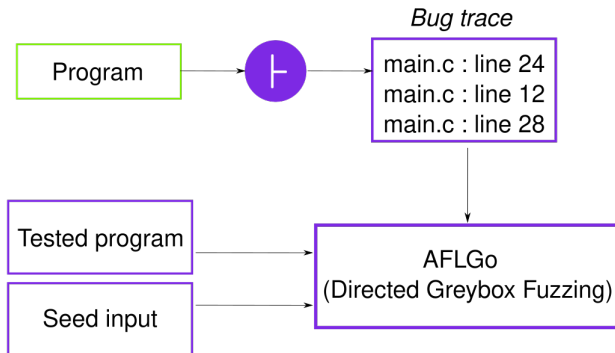 Bug trace
Program
main.c : line 24
main.c : line 12
main.c : line 28
Tested program
Seed input
AFLGo
(Directed Greybox Fuzzing)